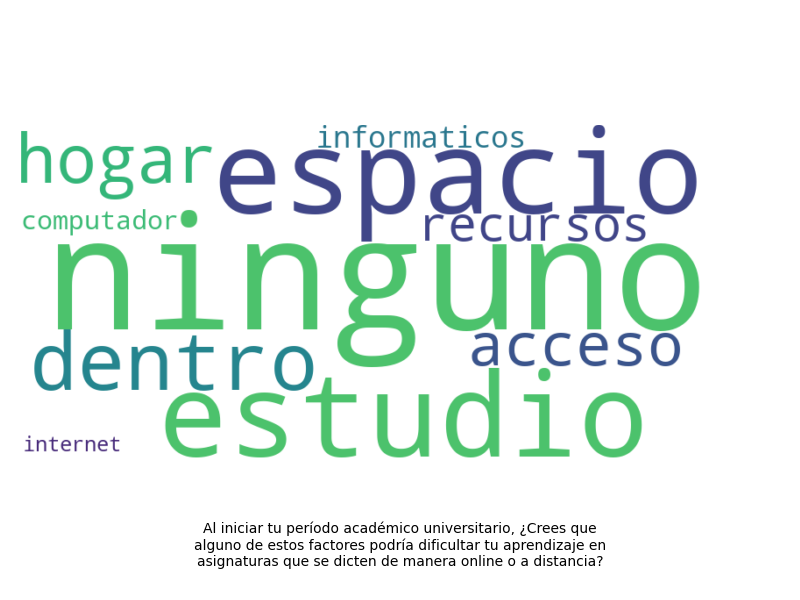 informaticos
hogar espacio
computador recursos
ninguno
dentro acceso
estudio
internet
Al iniciar tu período académico universitario, ¿Crees que
alguno de estos factores podría dificultar tu aprendizaje en
asignaturas que se dicten de manera online o a distancia?